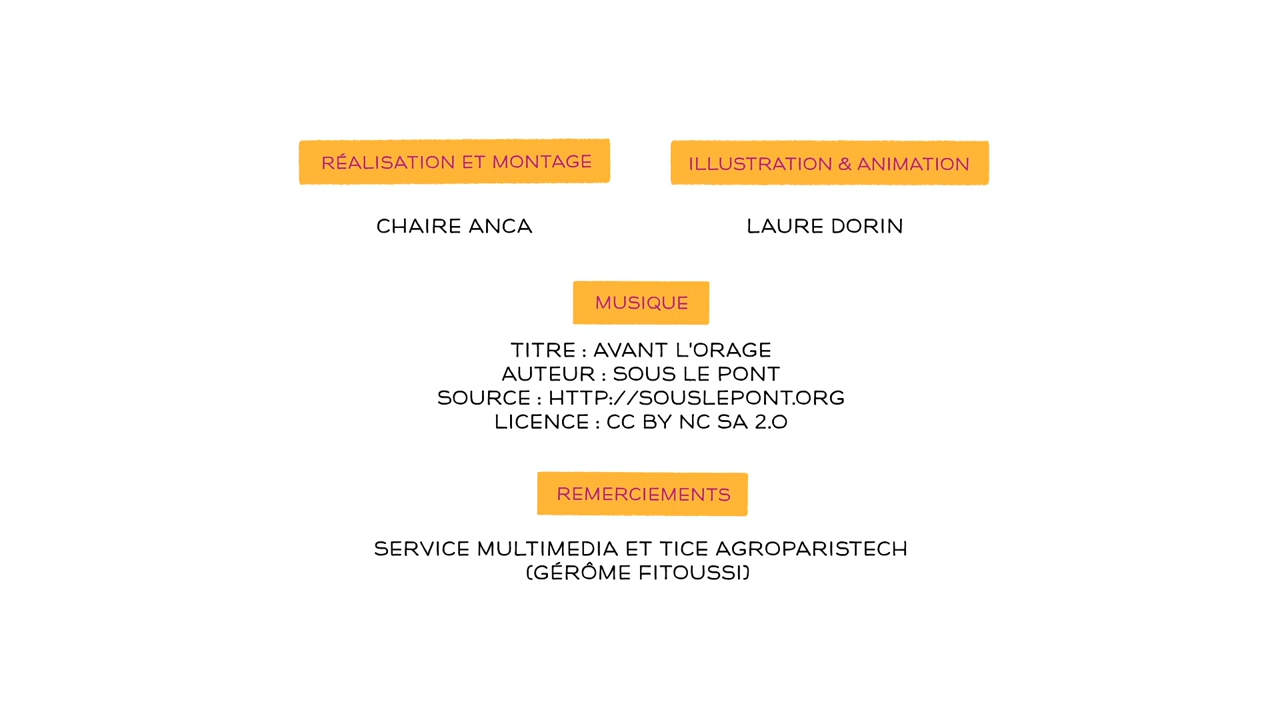 RÉALISATION ET MONTAGE
CHAIRE ANCA
ILLUSTRATION & ANIMATION
LAURE DORIN
MUSIQUE
TITRE : AVANT L'ORAGE
AUTEUR : SOUS LE PONT
SOURCE : HTTP://SOUSLEPONT.ORG
LICENCE : CC BY NC SA 2.0
REMERCIEMENTS
SERVICE MULTIMEDIA ET TICE AGROPARISTECH
(GÉRÔME FITOUSSI)